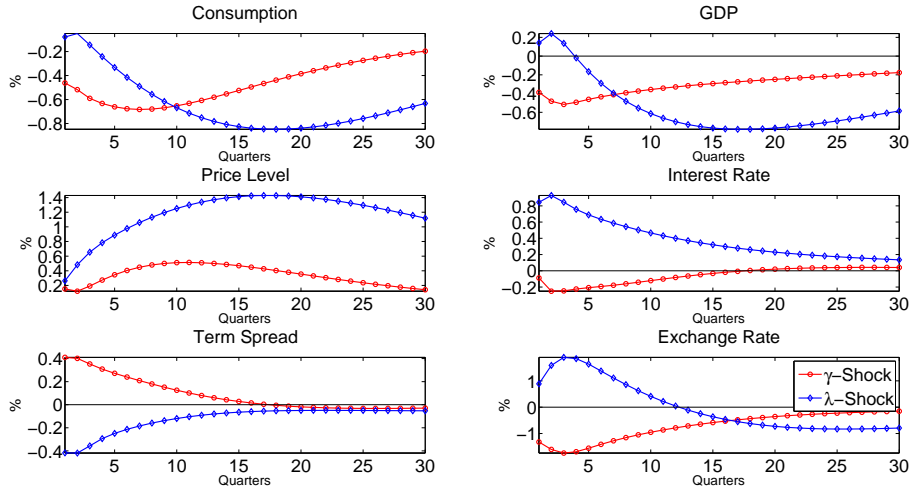 Consumption
−0.2
−0.4
−0.6
−0.8
%
5 10 15 20 25 30
Quarters
GDP
0.2
0
−0.2
−0.4
−0.6
%
5 10 15 20 25 30
Quarters
Price Level
1.4
1.2
1
0.8
0.6
0.4
0.2
%
5 10 15 20 25 30
Quarters
Interest Rate
0.8
0.6
0.4
0.2
0
−0.2
%
5 10 15 20 25 30
Quarters
Term Spread
0.4
0.2
0
−0.2
−0.4
%
5 10 15 20 25 30
Quarters
Exchange Rate
1
0
−1
%
γ−Shock
λ−Shock
5 10 15 20 25 30
Quarters